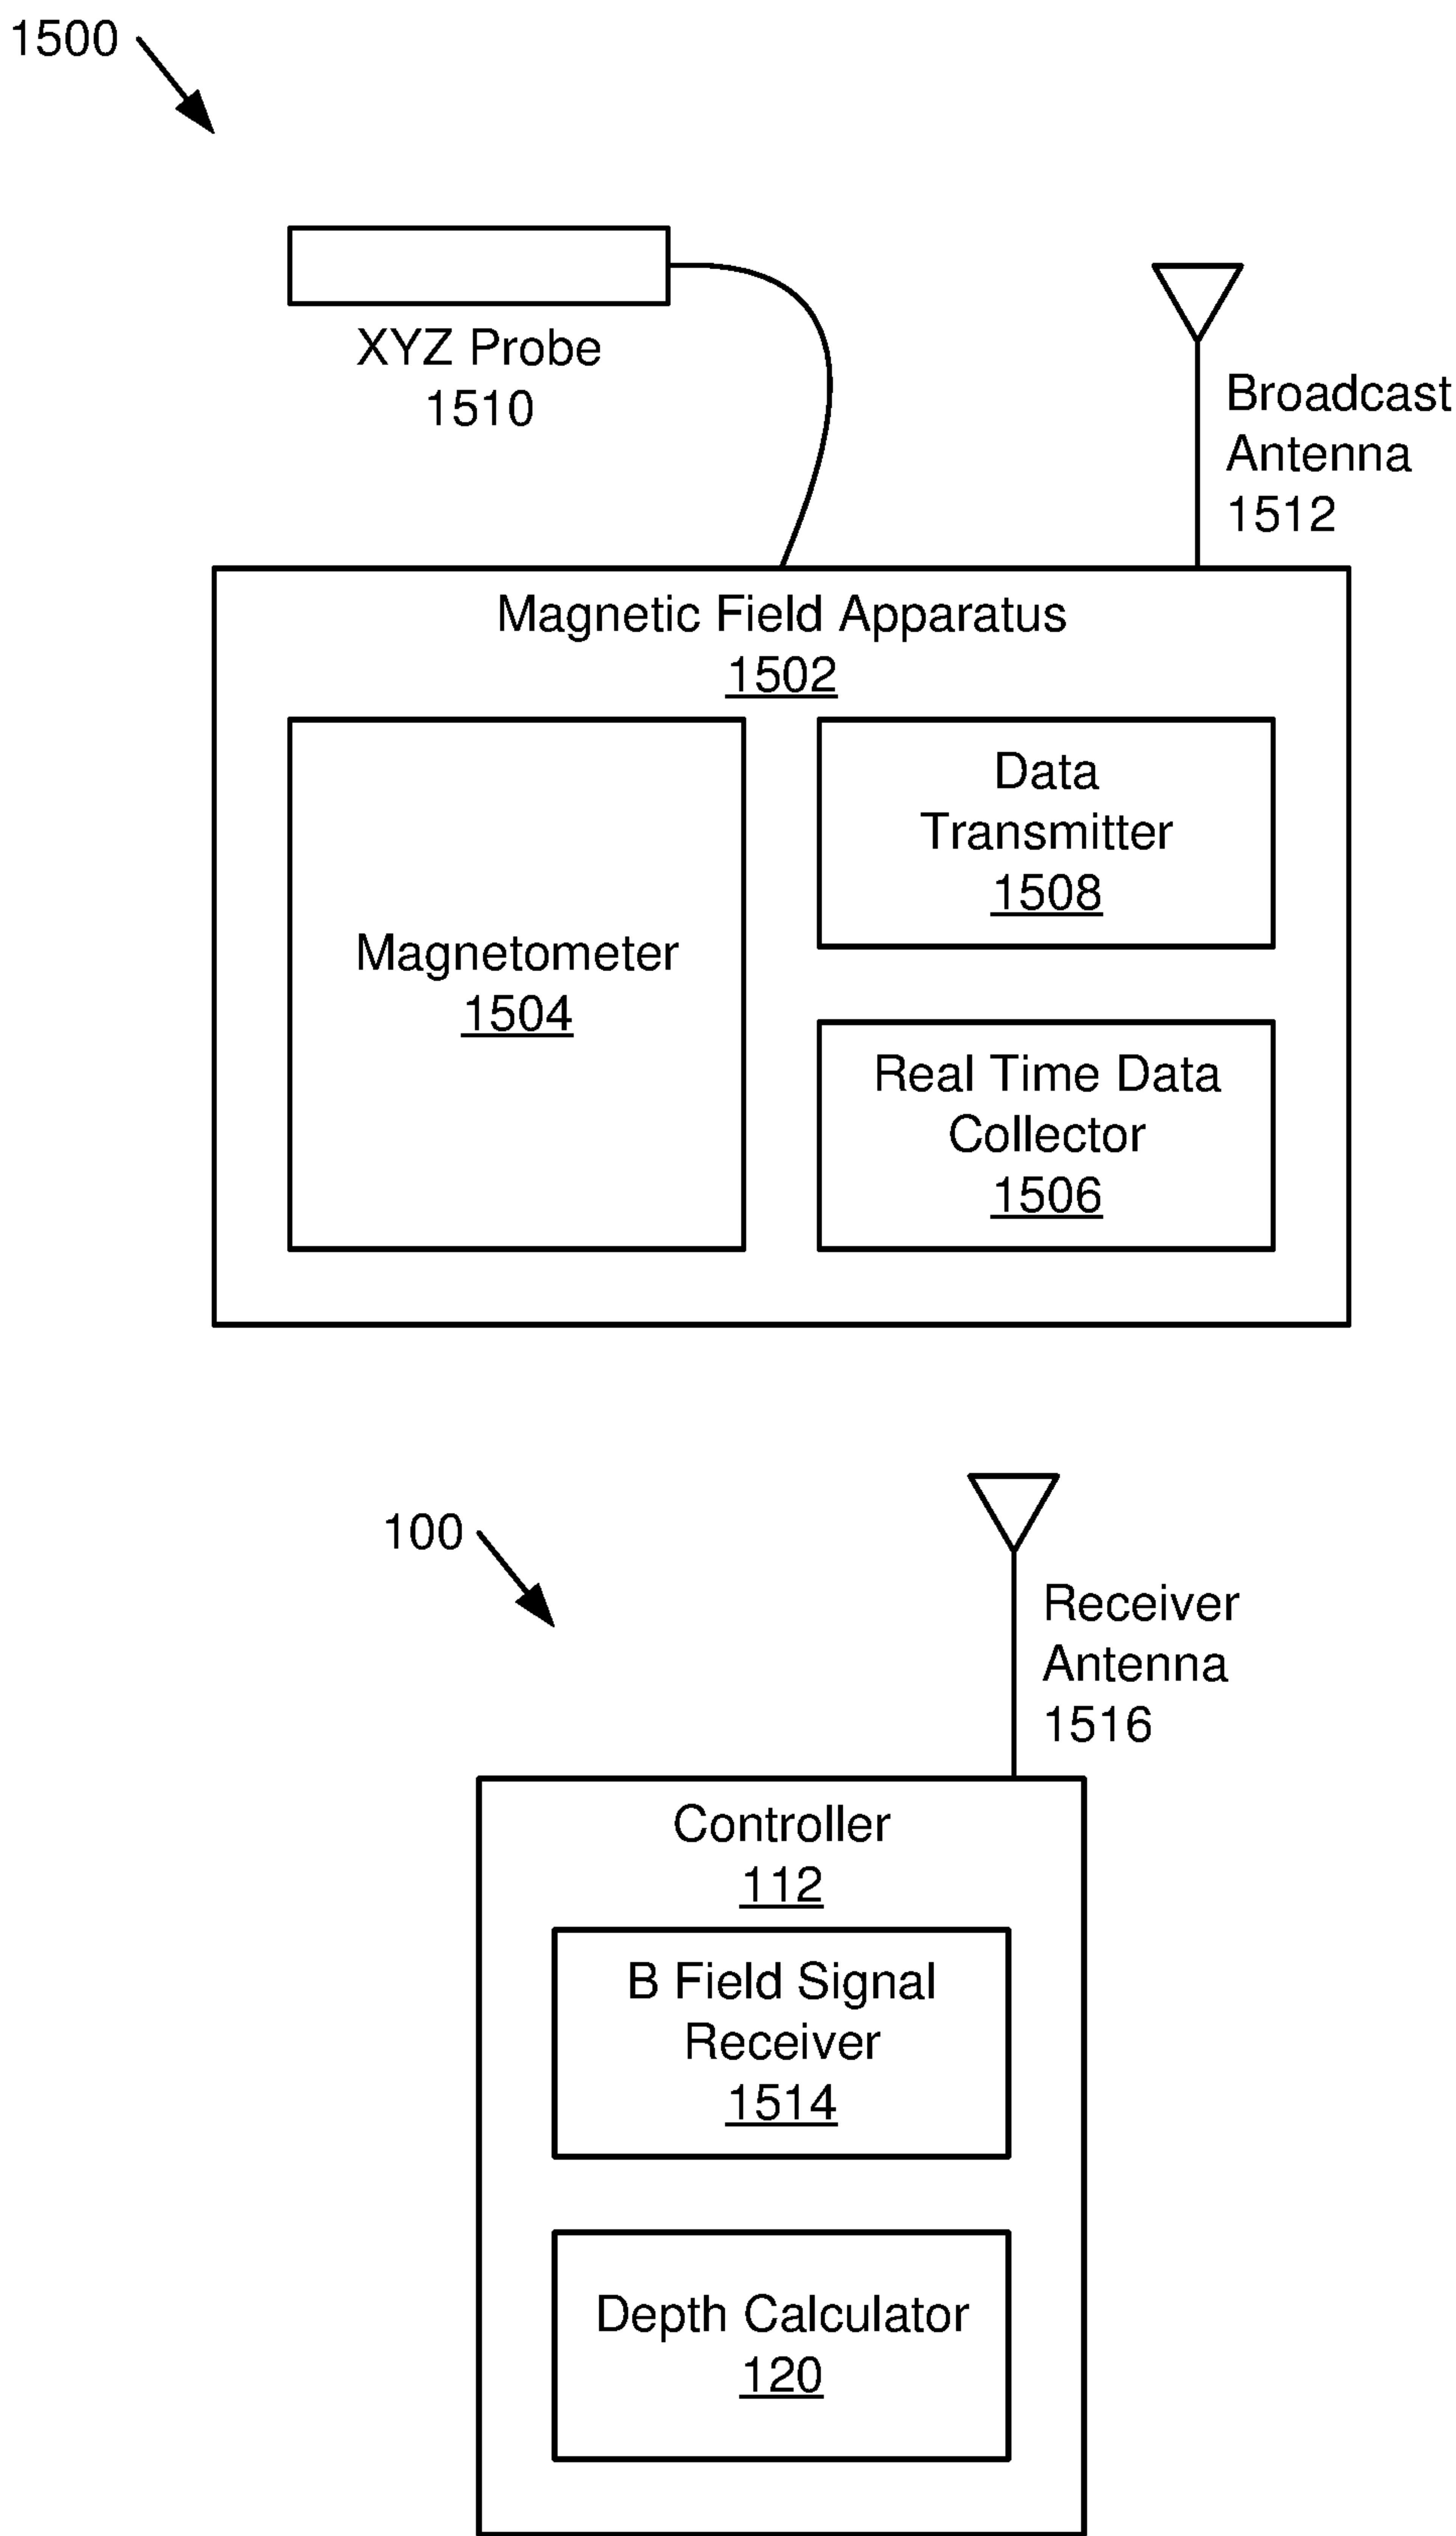 1500
XYZ Probe
1510
Broadcast
Antenna
1512
Magnetic Field Apparatus
1502
Magnetometer
1504
Data
Transmitter
1508
Real Time Data
Collector
1506
100
Receiver
Antenna
1516
Controller
112
B Field Signal
Receiver
1514
Depth Calculator
120